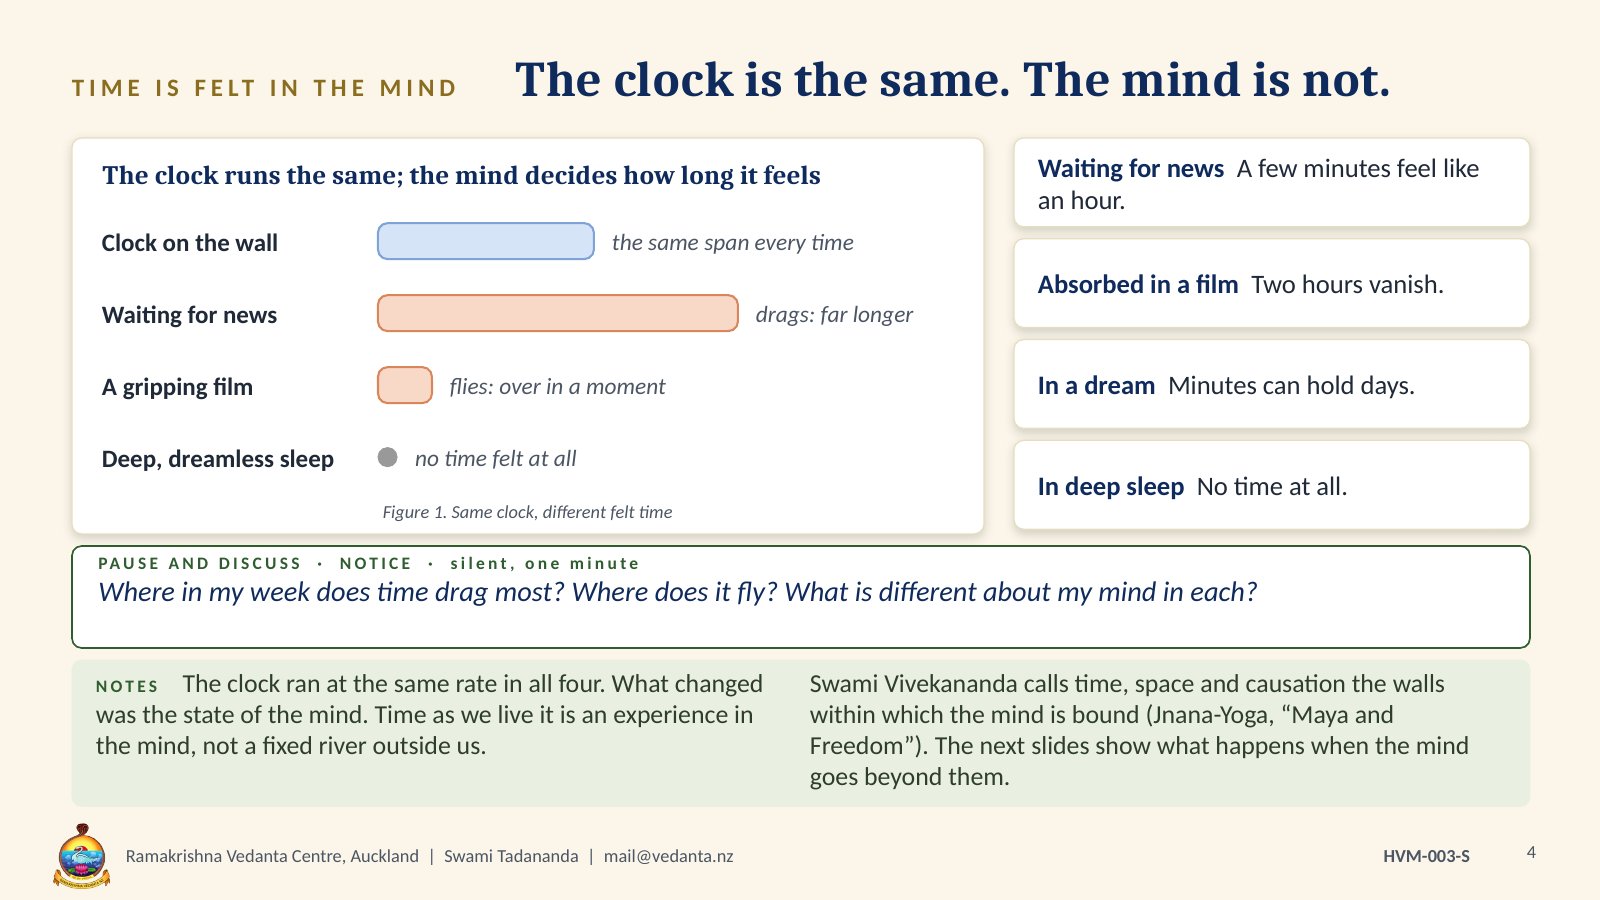 TIME IS FELT IN THE MIND
The clock is the same. The mind is not.
The clock runs the same; the mind decides how long it feels
Clock on the wall
the same span every time
Waiting for news
drags: far longer
A gripping film
flies: over in a moment
Deep, dreamless sleep
no time felt at all
Figure 1. Same clock, different felt time
Waiting for news A few minutes feel like
an hour.
Absorbed in a film Two hours vanish.
In a dream Minutes can hold days.
In deep sleep No time at all.
PAUSE AND DISCUSS · NOTICE · silent, one minute
Where in my week does time drag most? Where does it fly? What is different about my mind in each?
NOTES The clock ran at the same rate in all four. What changed
was the state of the mind. Time as we live it is an experience in
the mind, not a fixed river outside us.
Swami Vivekananda calls time, space and causation the walls
within which the mind is bound (Jnana-Yoga, “Maya and
Freedom”). The next slides show what happens when the mind
goes beyond them.
Ramakrishna Vedanta Centre, Auckland | Swami Tadananda | mail@vedanta.nz
HVM-003-S
4